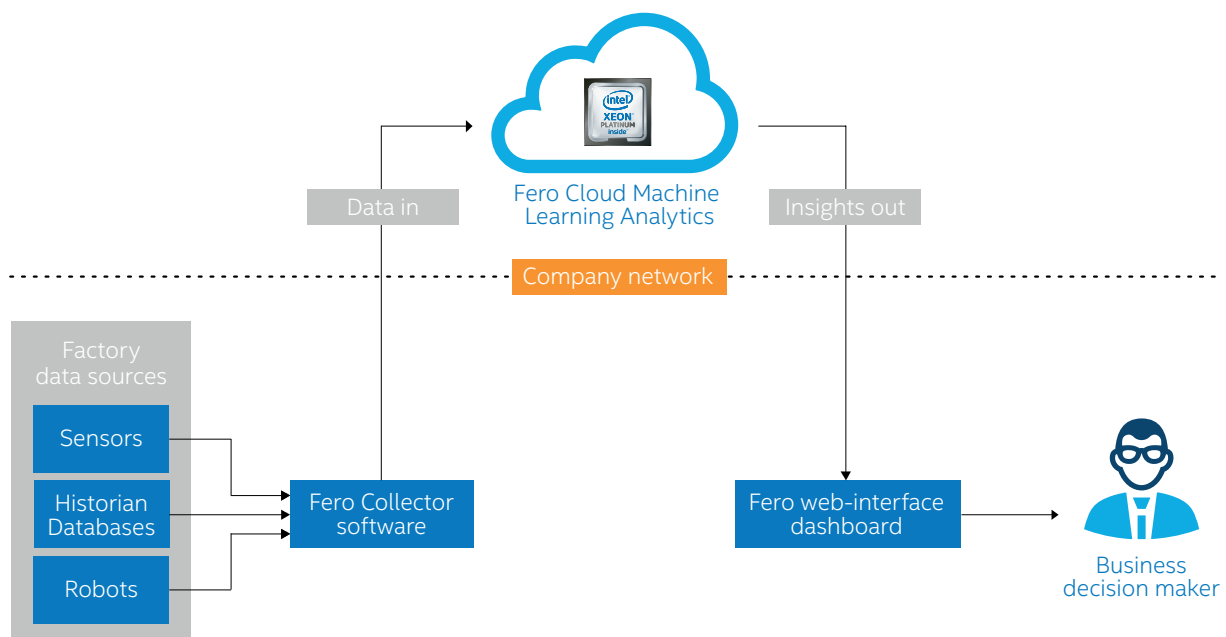 intel
XEON®
PLATINUM
inside™
Fero Cloud Machine
Learning Analytics
Data in
Insights out
Company network
Factory
data sources
Sensors
Historian
Databases
Robots
Fero Collector
software
Fero web-interface
dashboard
Business
decision maker